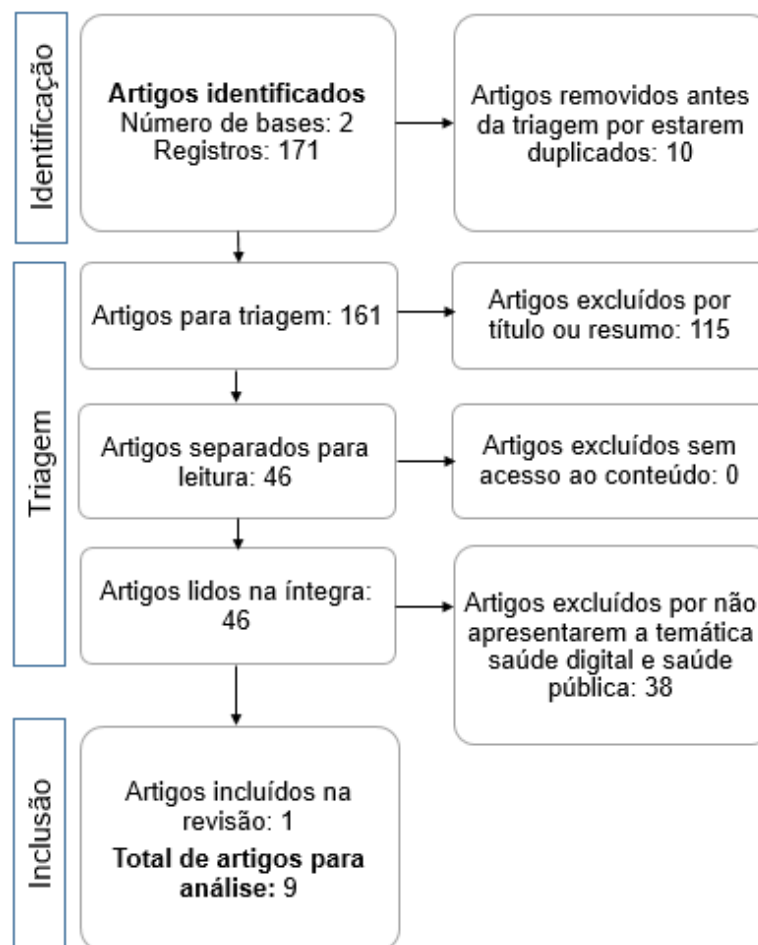 Identificação
Artigos identificados
Número de bases: 2
Registros: 171
Artigos removidos antes
da triagem por estarem
duplicados: 10
Triagem
Artigos para triagem: 161
Artigos excluídos por
título ou resumo: 115
Artigos separados para
leitura: 46
Artigos excluídos sem
acesso ao conteúdo: 0
Artigos lidos na íntegra:
46
Artigos excluídos por não
apresentarem a temática
saúde digital e saúde
pública: 38
Inclusão
Artigos incluídos na
revisão: 1
Total de artigos para
análise: 9